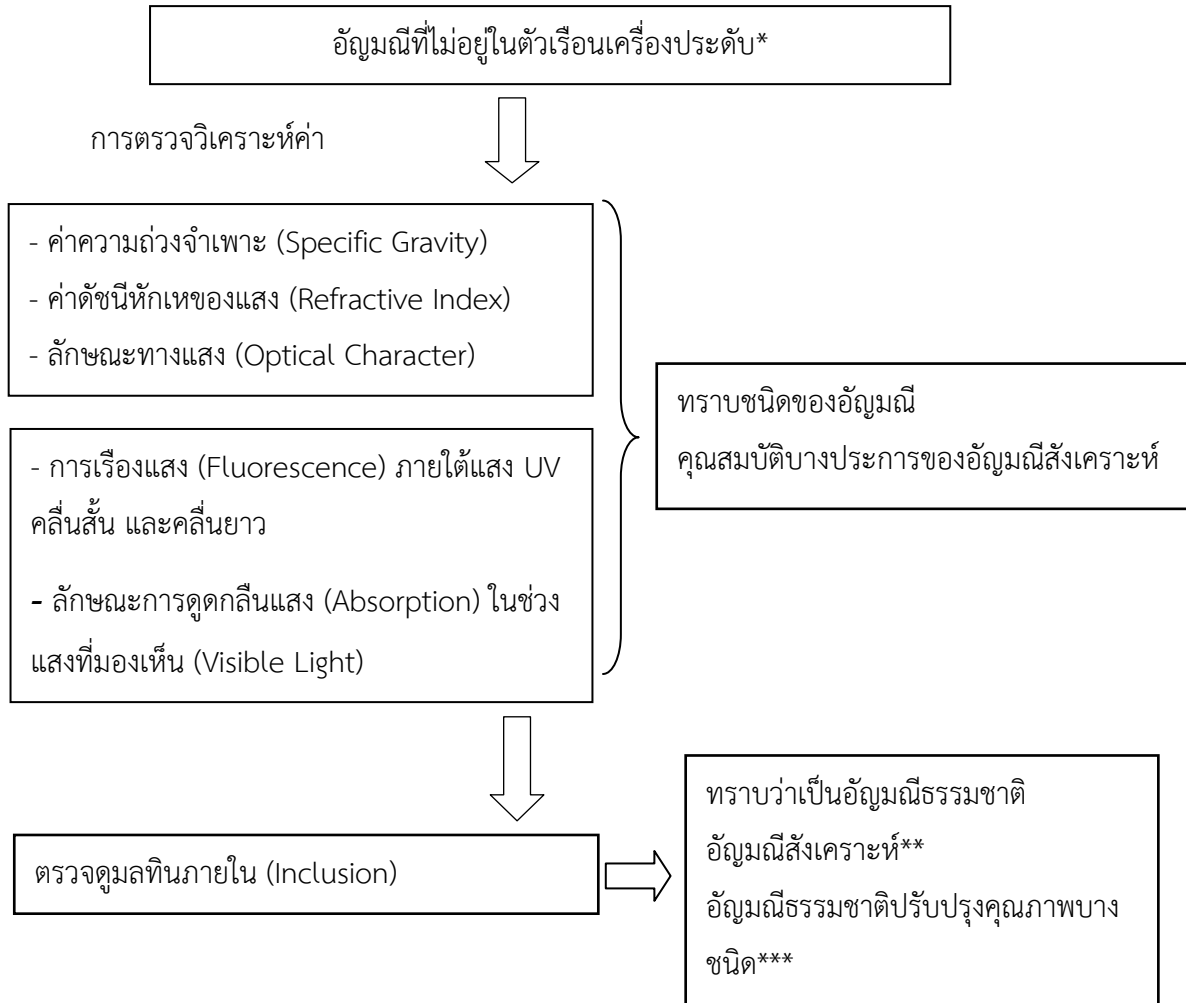 อัญมณีที่ไม่อยู่ในตัวเรือนเครื่องประดับ*
การตรวจวิเคราะห์ค่า
- ค่าความถ่วงจำเพาะ (Specific Gravity)
- ค่าดัชนีหักเหของแสง (Refractive Index)
- ลักษณะทางแสง (Optical Character)
- การเรืองแสง (Fluorescence) ภายใต้แสง UV
คลื่นสั้น และคลื่นยาว
- ลักษณะการดูดกลืนแสง (Absorption) ในช่วง
แสงที่มองเห็น (Visible Light)
ทราบชนิดของอัญมณี
คุณสมบัติบางประการของอัญมณีสังเคราะห์
ตรวจดูมลทินภายใน (Inclusion)
ทราบว่าเป็นอัญมณีธรรมชาติ
อัญมณีสังเคราะห์**
อัญมณีธรรมชาติปรับปรุงคุณภาพบาง
ชนิด***